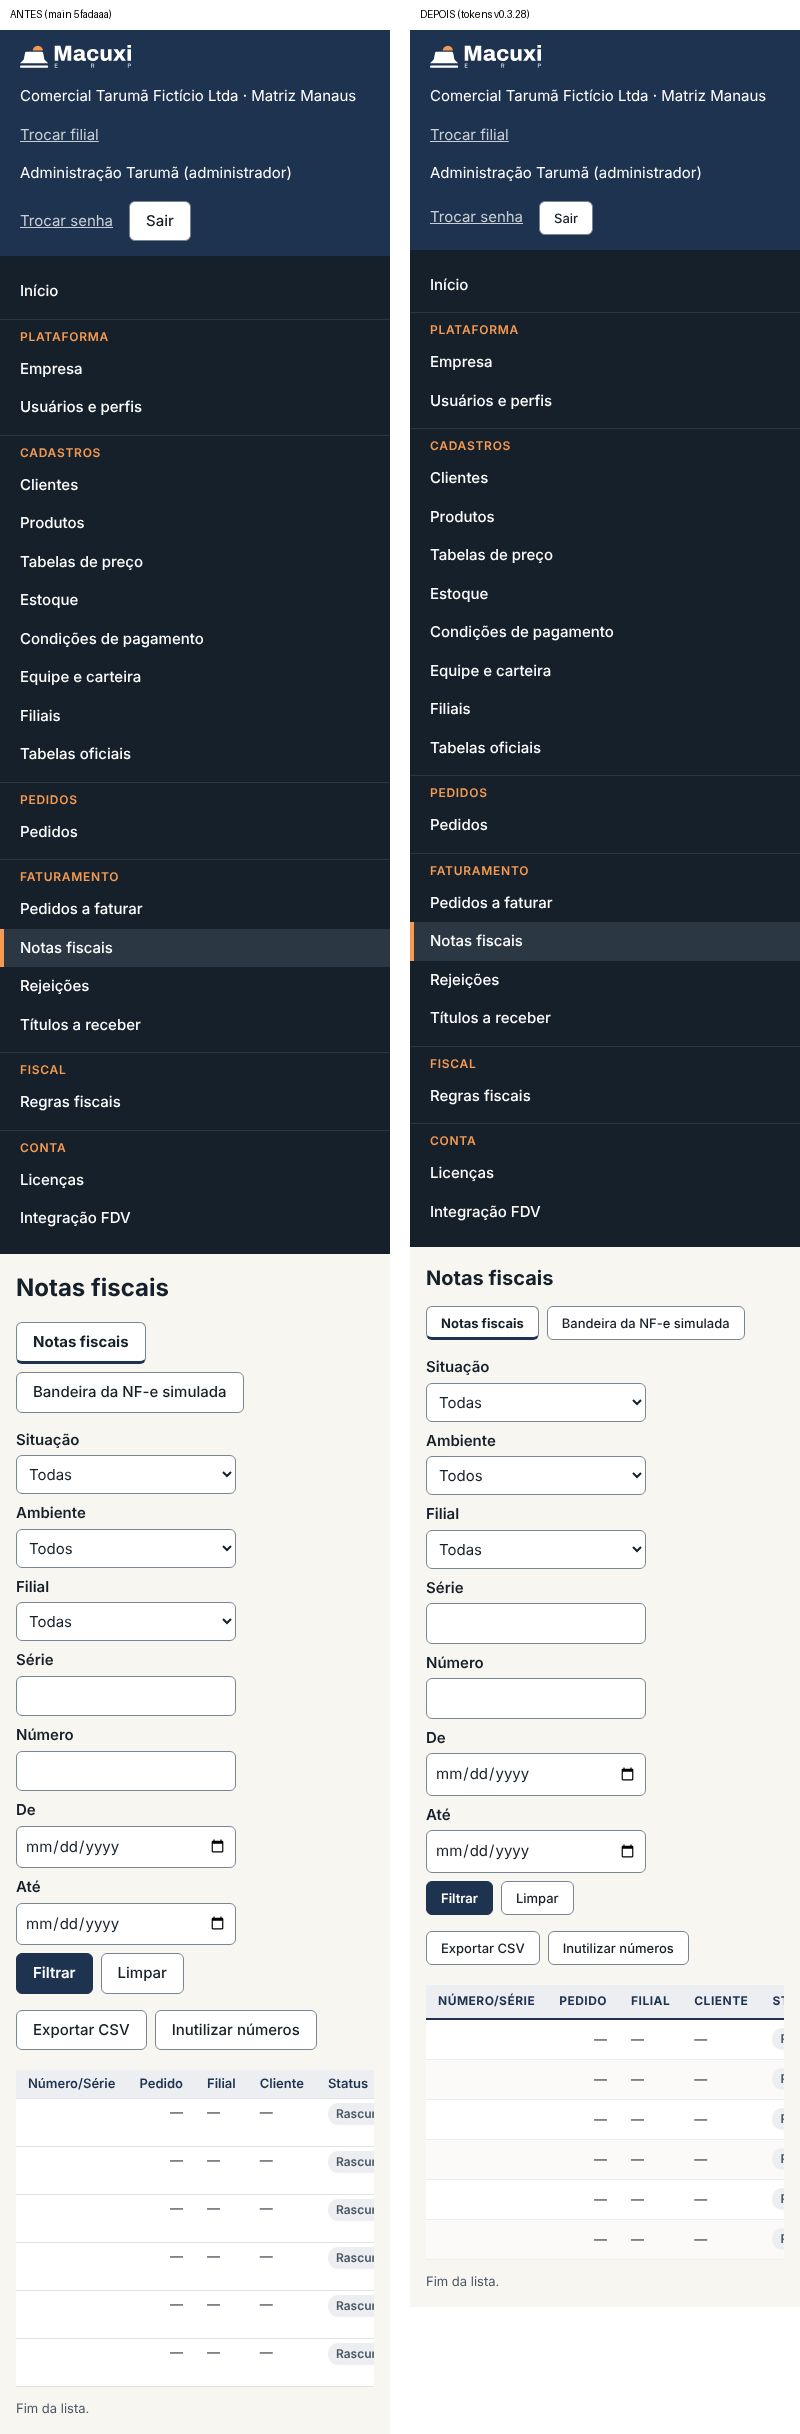 ANTES (main 5fadaaa)
Macuxi
E R P
Comercial Tarumã Fictício Ltda · Matriz Manaus
Trocar filial
Administração Tarumã (administrador)
Trocar senha Sair
Início
PLATAFORMA
Empresa
Usuários e perfis
CADASTROS
Clientes
Produtos
Tabelas de preço
Estoque
Condições de pagamento
Equipe e carteira
Filiais
Tabelas oficiais
PEDIDOS
Pedidos
FATURAMENTO
Pedidos a faturar
Notas fiscais
Rejeições
Títulos a receber
FISCAL
Regras fiscais
CONTA
Licenças
Integração FDV
Notas fiscais
Notas fiscais
Bandeira da NF-e simulada
Situação
Todas
Ambiente
Todos
Filial
Todas
Série
Número
De
mm/dd/yyyy
Até
mm/dd/yyyy
Filtrar Limpar
Exportar CSV Inutilizar números
Número/Série Pedido Filial Cliente Status
— — — Rascur
— — — Rascur
— — — Rascur
— — — Rascur
— — — Rascur
— — — Rascur
Fim da lista.
DEPOIS (tokens v0.3.28)
Macuxi
E R P
Comercial Tarumã Fictício Ltda · Matriz Manaus
Trocar filial
Administração Tarumã (administrador)
Trocar senha Sair
Início
PLATAFORMA
Empresa
Usuários e perfis
CADASTROS
Clientes
Produtos
Tabelas de preço
Estoque
Condições de pagamento
Equipe e carteira
Filiais
Tabelas oficiais
PEDIDOS
Pedidos
FATURAMENTO
Pedidos a faturar
Notas fiscais
Rejeições
Títulos a receber
FISCAL
Regras fiscais
CONTA
Licenças
Integração FDV
Notas fiscais
Notas fiscais Bandeira da NF-e simulada
Situação
Todas
Ambiente
Todos
Filial
Todas
Série
Número
De
mm/dd/yyyy
Até
mm/dd/yyyy
Filtrar Limpar
Exportar CSV Inutilizar números
NÚMERO/SÉRIE PEDIDO FILIAL CLIENTE
— — —
— — —
— — —
— — —
— — —
— — —
Fim da lista.